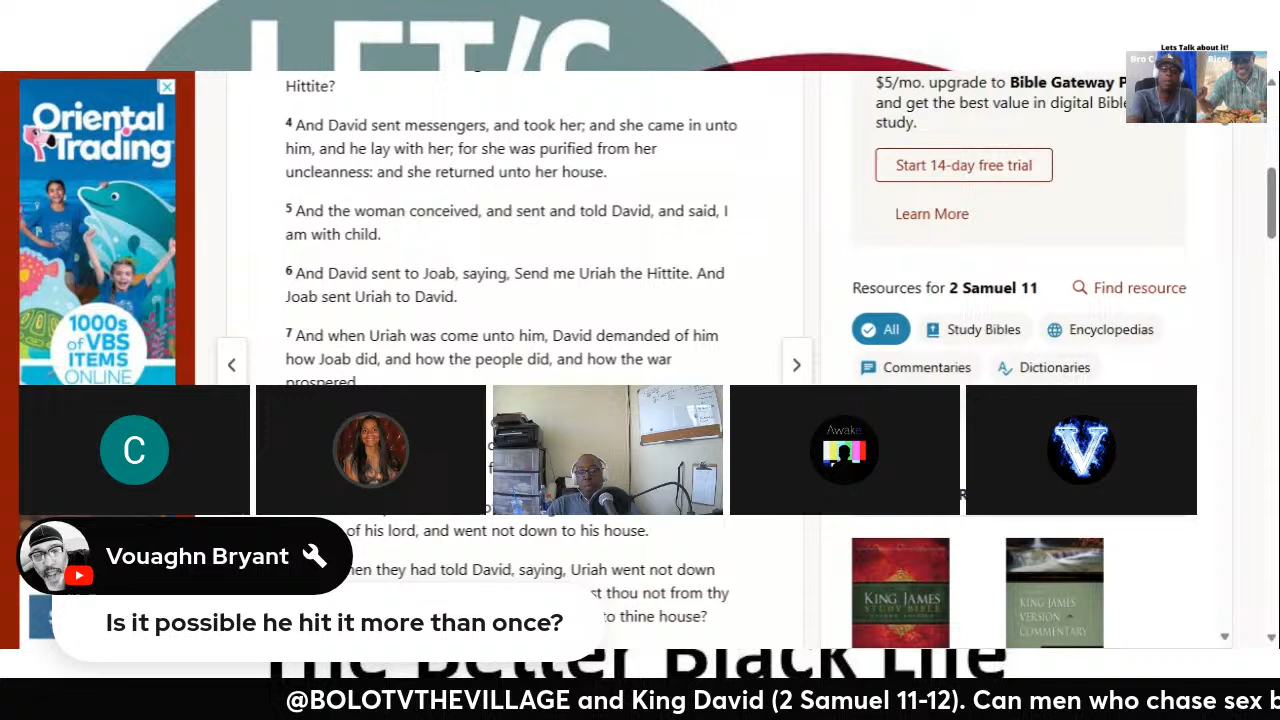 LET'S
Lets Talk about it!
Bro C
Rico
Oriental
Trading
1000s
of VBS
ITEMS
ONLINE
Hittite?
4 And David sent messengers, and took her; and she came in unto
him, and he lay with her; for she was purified from her
uncleanness: and she returned unto her house.
5 And the woman conceived, and sent and told David, and said, I
am with child.
6 And David sent to Joab, saying, Send me Uriah the Hittite. And
Joab sent Uriah to David.
7 And when Uriah was come unto him, David demanded of him
how Joab did, and how the people did, and how the war
prospered.
of his lord, and went not down to his house.
they had told David, saying, Uriah went not down
thou not from thy
to thine house?
$5/mo. upgrade to Bible Gateway
and get the best value in digital
study.
Start 14-day free trial
Learn More
Resources for 2 Samuel 11
Find resource
All
Study Bibles
Encyclopedias
Commentaries
Dictionaries
C
Awake
V
KING JAMES
STUDY BIBLE
KING JAMES
VERSION
COMMENTARY
Vouaghn Bryant
Is it possible he hit it more than once?
The Better Black Life
@BOLOTVTHEVILLAGE and King David (2 Samuel 11-12). Can men who chase sex